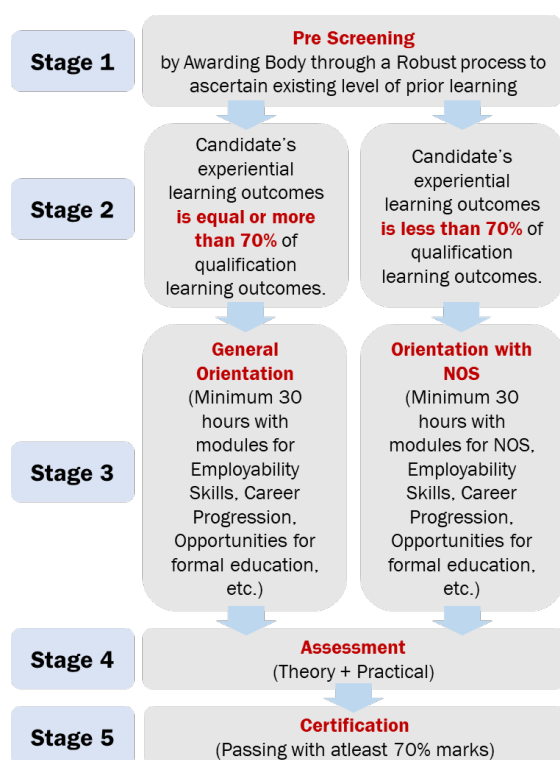 Stage 1
Pre Screening
by Awarding Body through a Robust process to
ascertain existing level of prior learning
Stage 2
Candidate's
experiential
learning outcomes
is equal or more
than 70% of
qualification
learning outcomes.
Candidate's
experiential
learning outcomes
is less than 70% of
qualification
learning outcomes.
Stage 3
General
Orientation
(Minimum 30
hours with
modules for
Employability
Skills, Career
Progression,
Opportunities for
formal education,
etc.)
Orientation with
NOS
(Minimum 30
hours with
modules for NOS,
Employability
Skills, Career
Progression,
Opportunities for
formal education,
etc.)
Stage 4
Assessment
(Theory + Practical)
Stage 5
Certification
(Passing with atleast 70% marks)